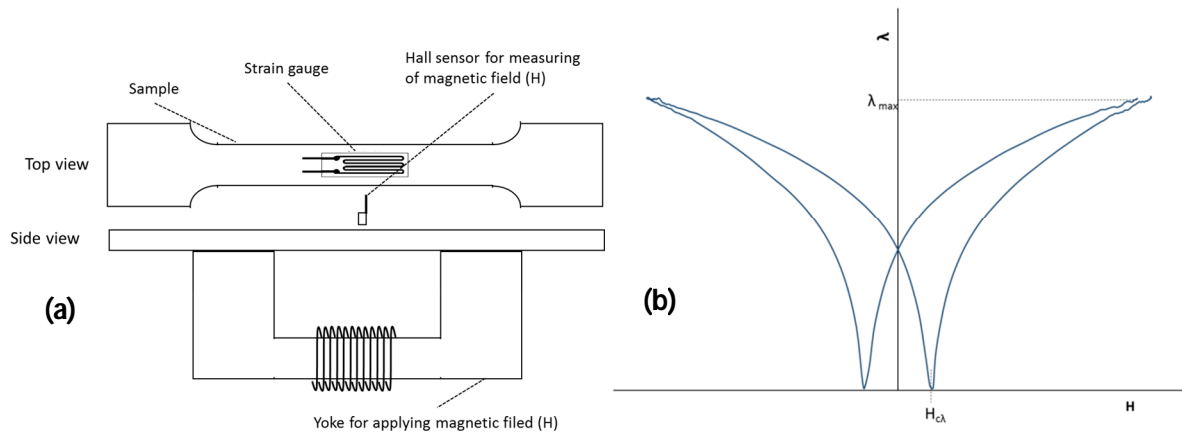 Hall sensor for measuring
of magnetic field (H)
Strain gauge
Sample
Top view
Side view
(a)
Yoke for applying magnetic filed (H)
λ
λmax
(b)
Hcλ
H